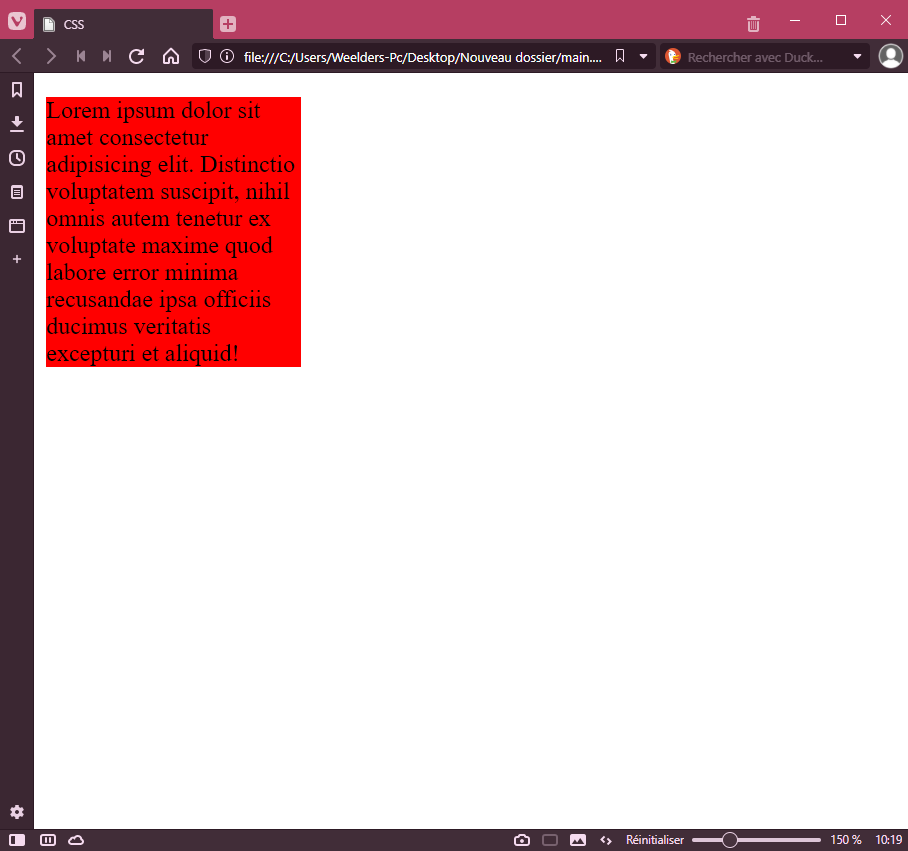 CSS
file:///C:/Users/Weelders-Pc/Desktop/Nouveau dossier/main....
Rechercher avec Duck...
Lorem ipsum dolor sit
amet consectetur
adipisicing elit. Distinctio
voluptatem suscipit, nihil
omnis autem tenetur ex
voluptate maxime quod
labore error minima
recusandae ipsa officiis
ducimus veritatis
excepturi et aliquid!
Réinitialiser
150 %
10:19